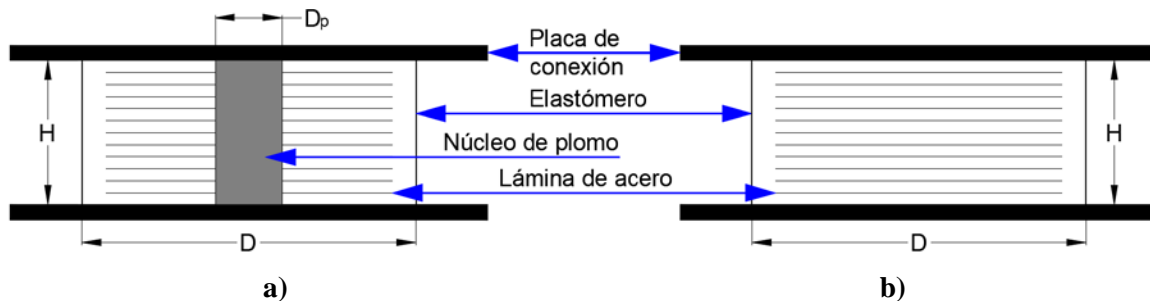 Dₚ
Placa de
conexión
Elastómero
H
H
Núcleo de plomo
Lámina de acero
D
D
a)
b)